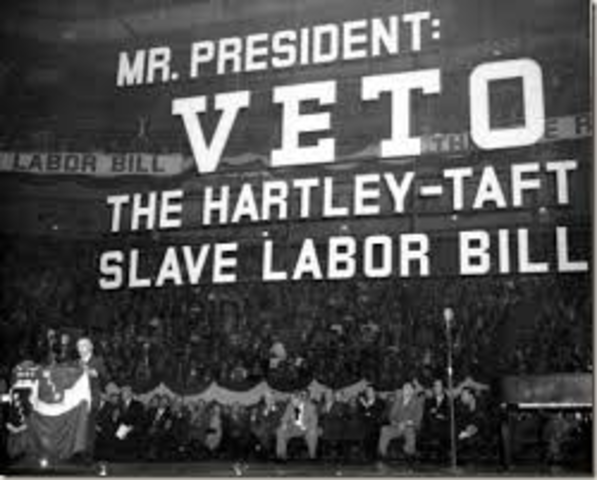 MR. PRESIDENT:
VETO
LABOR BILL
THE HARTLEY-TAFT
SLAVE LABOR BILL